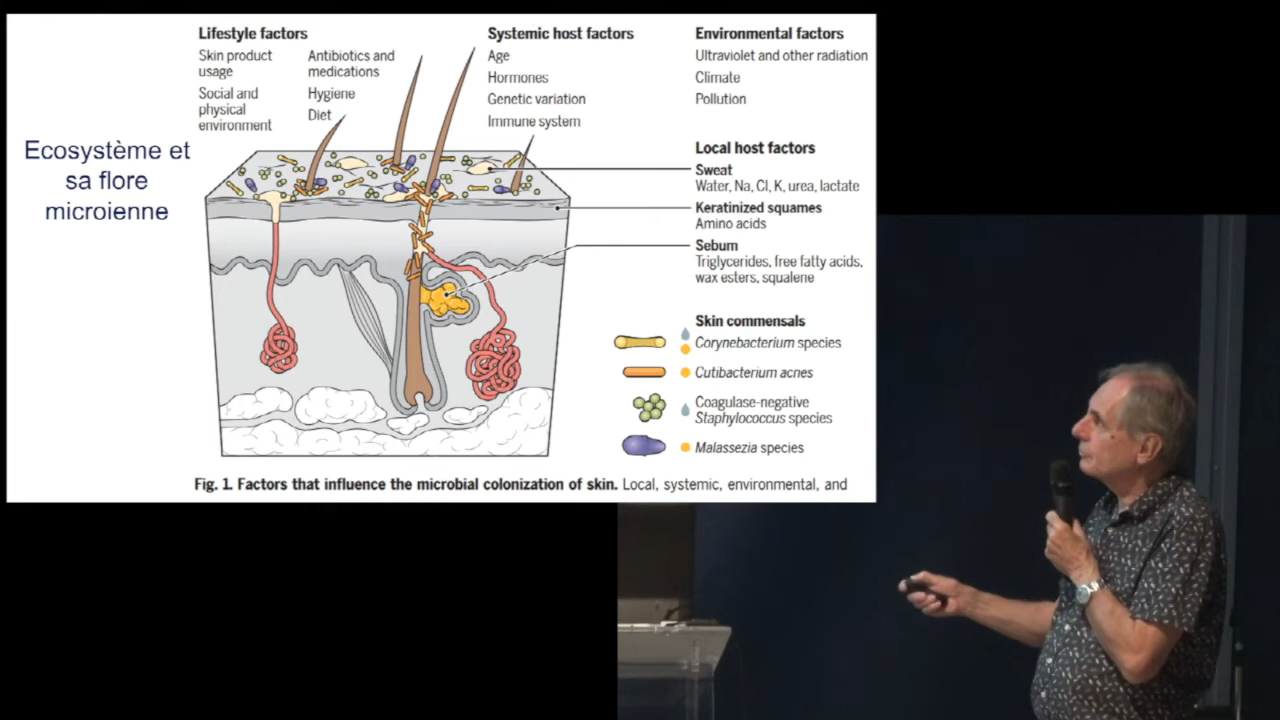 Lifestyle factors
Skin product
usage
Social and
physical
environment
Antibiotics and
medications
Hygiene
Diet
Systemic host factors
Age
Hormones
Genetic variation
Immune system
Environmental factors
Ultraviolet and other radiation
Climate
Pollution
Ecosystème et
sa flore
microienne
Local host factors
Sweat
Water, Na, Cl, K, urea, lactate
Keratinized squames
Amino acids
Sebum
Triglycerides, free fatty acids,
wax esters, squalene
Skin commensals
Corynebacterium species
Cutibacterium acnes
Coagulase-negative
Staphylococcus species
Malassezia species
Fig. 1. Factors that influence the microbial colonization of skin. Local, systemic, environmental, and